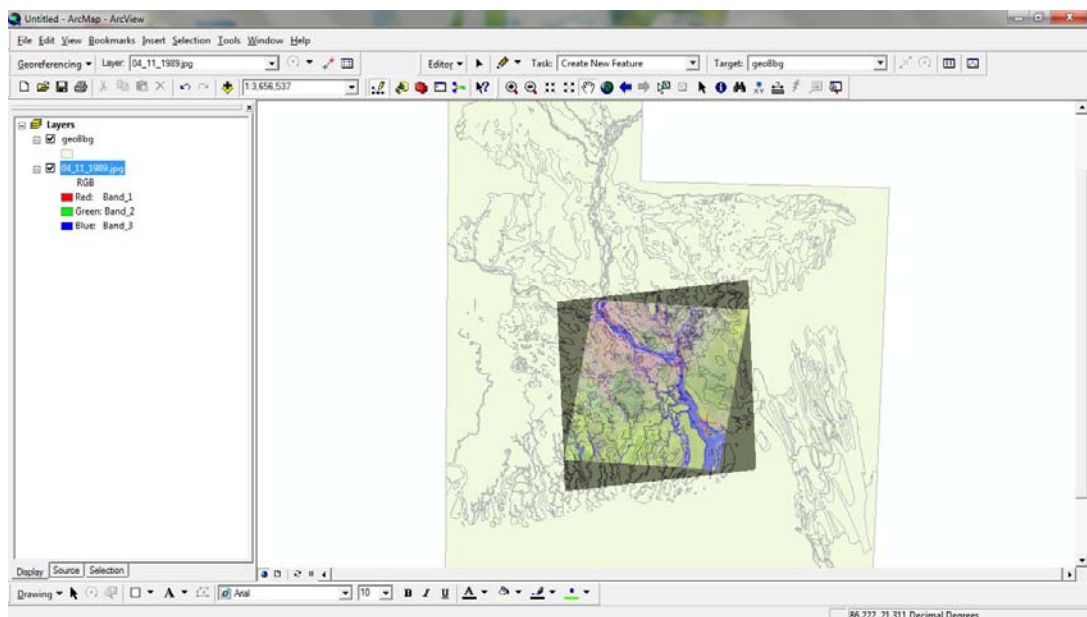 Untitled - ArcMap - ArcView
File Edit View Bookmarks Insert Selection Tools Window Help
Georeferencing Layer: 04_11_1989.jpg Editor Task: Create New Feature Target: geo8bg
1:3,656,537
Layers
geo8bg
04_11_1989.jpg
RGB
Red: Band_1
Green: Band_2
Blue: Band_3
Display Source Selection
Drawing A Arial 10 B I U A
86.222 21.311 Decimal Degrees